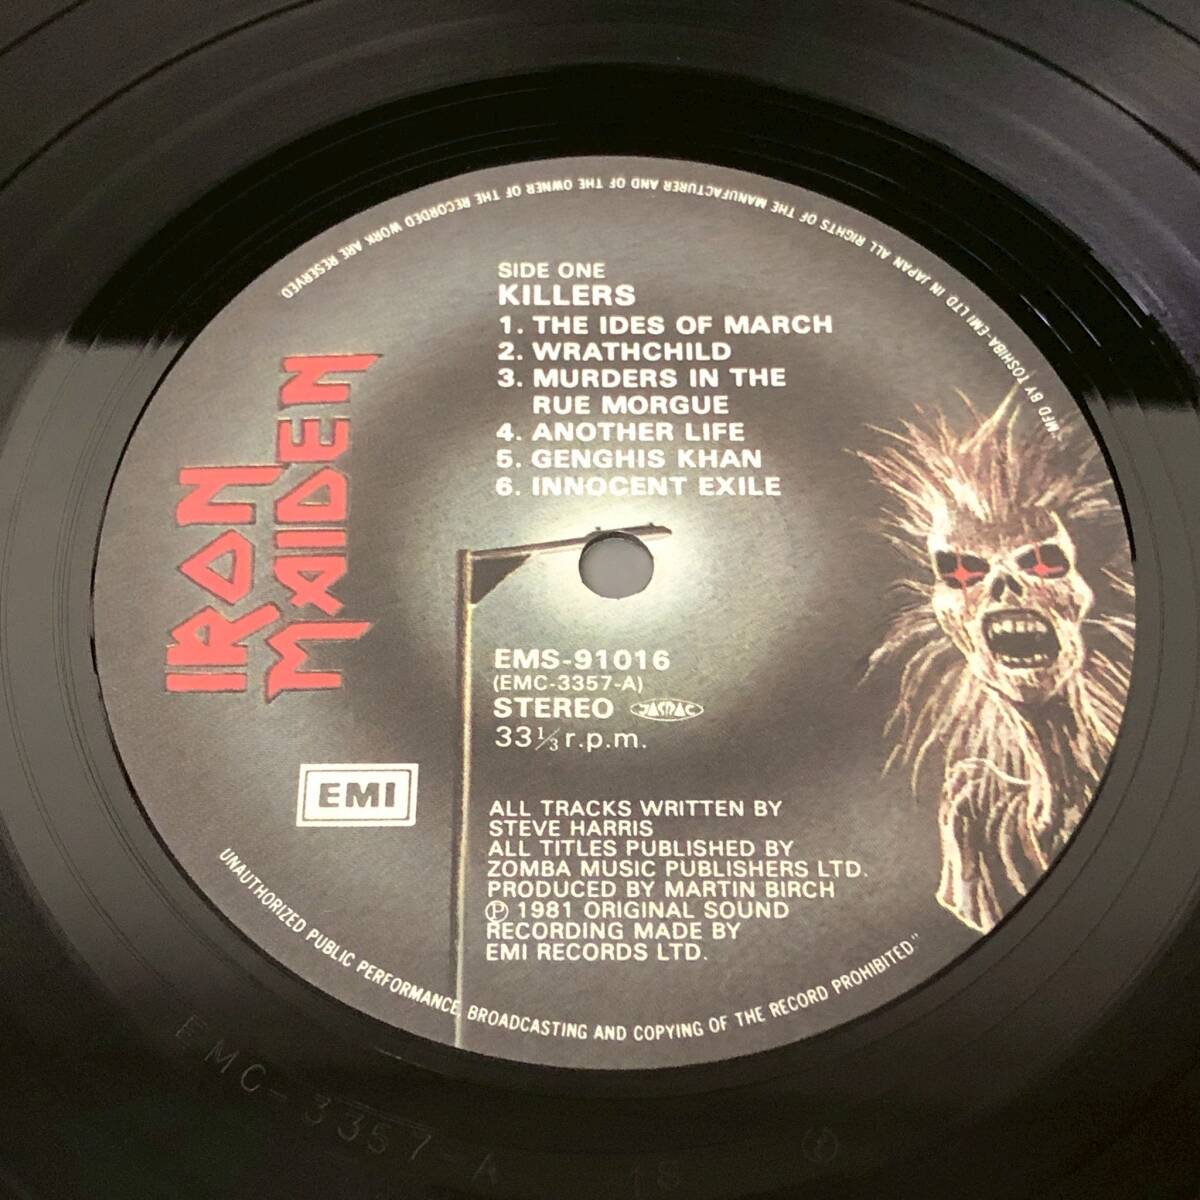 "MFD BY TOSHIBA-EMI LTD IN JAPAN ALL RIGHTS OF THE MANUFACTURER AND OF THE OWNER OF THE RECORDED WORK ARE RESERVED.
IRON
MAIDEN
SIDE ONE
KILLERS
1. THE IDES OF MARCH
2. WRATHCHILD
3. MURDERS IN THE
RUE MORGUE
4. ANOTHER LIFE
5. GENGHIS KHAN
6. INNOCENT EXILE
EMS-91016
(EMC-3357-A)
STEREO JASRAC
33 1/3 r.p.m.
EMI
ALL TRACKS WRITTEN BY
STEVE HARRIS
ALL TITLES PUBLISHED BY
ZOMBA MUSIC PUBLISHERS LTD.
PRODUCED BY MARTIN BIRCH
Ⓟ 1981 ORIGINAL SOUND
RECORDING MADE BY
EMI RECORDS LTD.
UNAUTHORIZED PUBLIC PERFORMANCE, BROADCASTING AND COPYING OF THE RECORD PROHIBITED"
EMC-3357-A